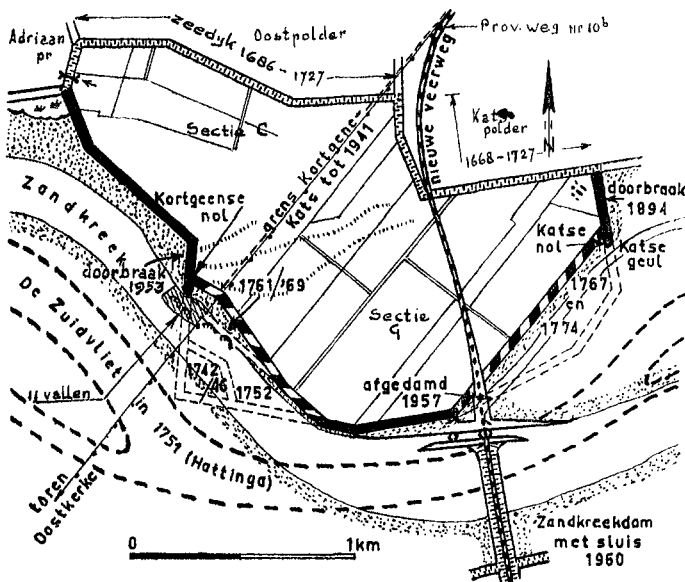 Adriaan
pr
zeedijk 1686 - 1727
Oostpolder
Prov. weg nr 10b
nieuwe veerweg
Kats
polder
1668-1727
Sectie C
grens Kortgene-
Kats tot 1941
Zandkreek
Kortgeense
nol
doorbraak
1953
doorbraak
1894
Katse
nol
Katse
geul
1761/'69
1767
en
1774
De Zuidvliet
in 1751 (Hattinga)
Sectie
G
1742
46
1752
vallen
afgedamd
1957
toren
Oostkerke
Zandkreekdam
met sluis
1960
0 1km